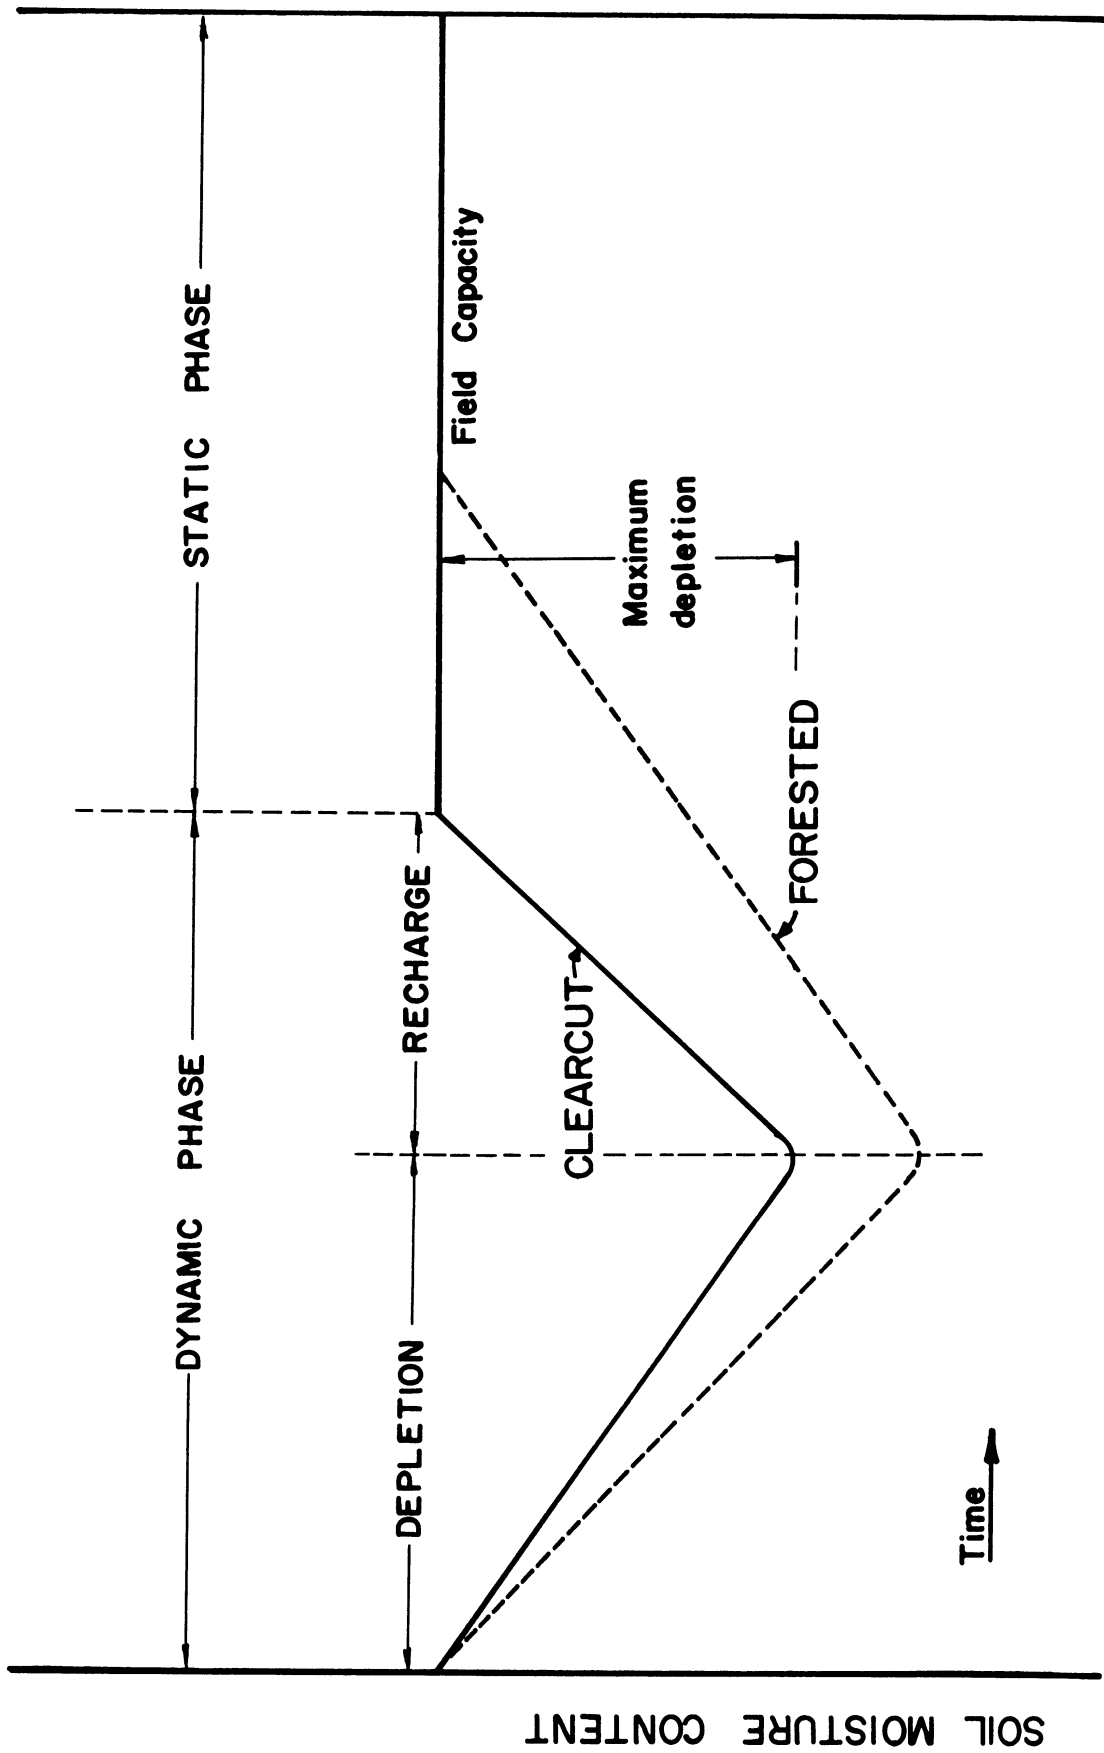 DYNAMIC PHASE
STATIC PHASE
DEPLETION
RECHARGE
Field Capacity
CLEARCUT
Maximum
depletion
FORESTED
Time
SOIL MOISTURE CONTENT